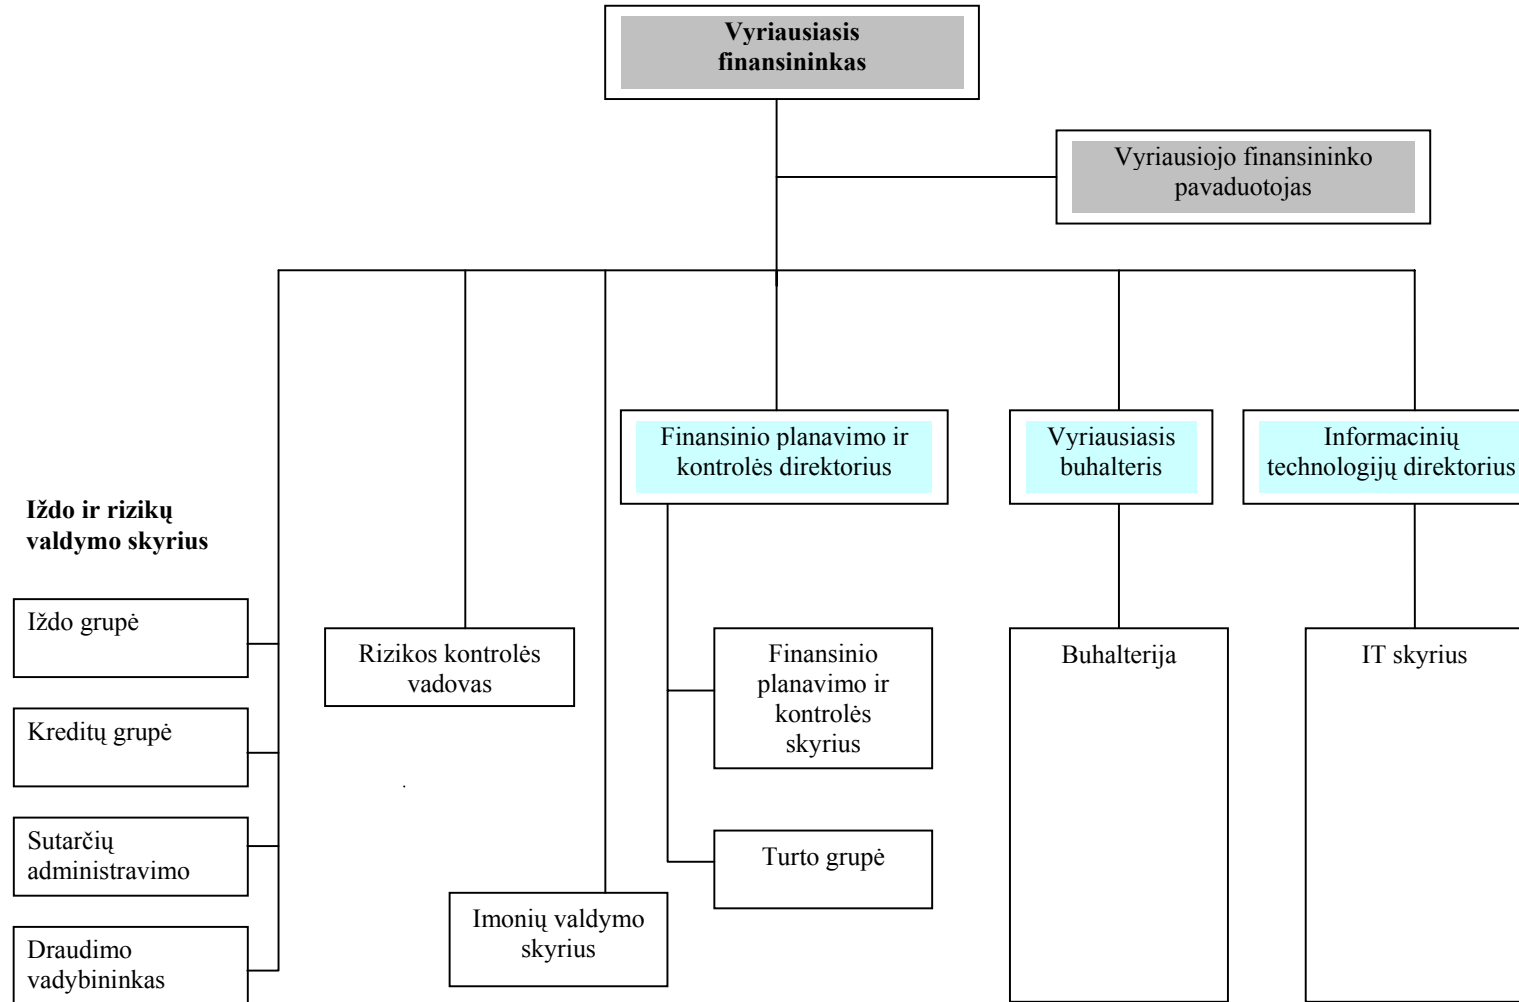 Vyriausiasis
finansininkas
Vyriausiojo finansininko
pavaduotojas
Finansinio planavimo ir
kontrolės direktorius
Vyriausiasis
buhalteris
Informacinių
technologijų direktorius
Iždo ir rizikų
valdymo skyrius
Iždo grupė
Kreditų grupė
Sutarčių
administravimo
Draudimo
vadybininkas
Rizikos kontrolės
vadovas
Imonių valdymo
skyrius
Finansinio
planavimo ir
kontrolės
skyrius
Turto grupė
Buhalterija
IT skyrius